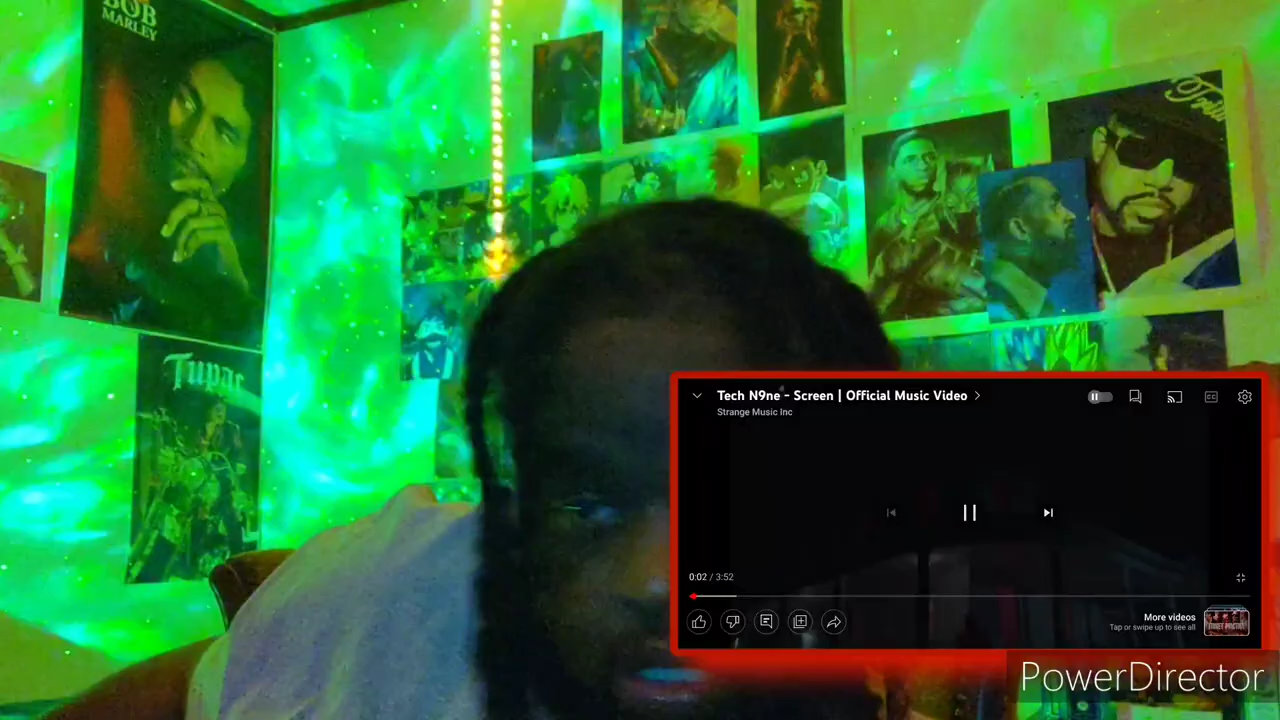 BOB
MARLEY
Tupac
Tech N9ne - Screen | Official Music Video
Strange Music Inc
CC
0:02 / 3:52
More videos
Tap or swipe up to see all
PowerDirector